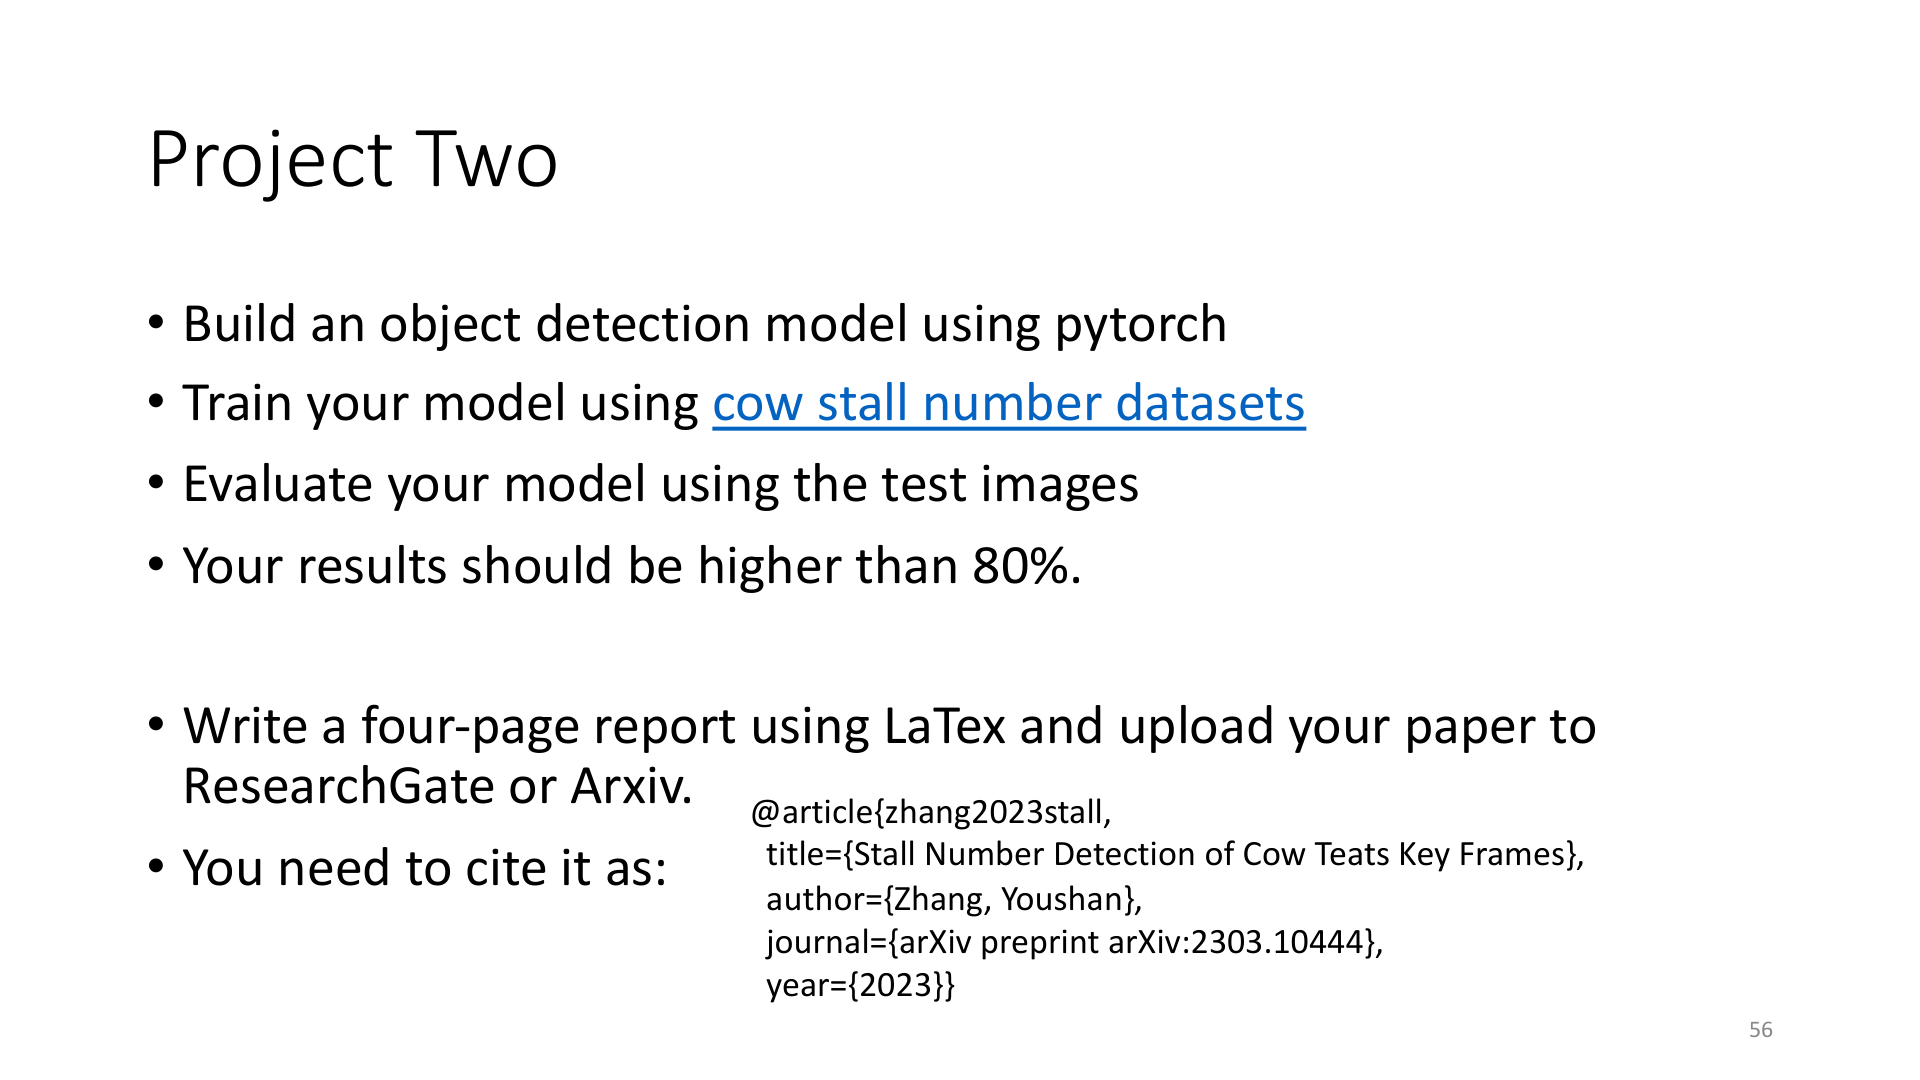 Project Two
• Build an object detection model using pytorch
• Train your model using cow stall number datasets
• Evaluate your model using the test images
• Your results should be higher than 80%.
• Write a four-page report using LaTex and upload your paper to
ResearchGate or Arxiv.
• You need to cite it as:
@article{zhang2023stall,
title={Stall Number Detection of Cow Teats Key Frames},
author={Zhang, Youshan},
journal={arXiv preprint arXiv:2303.10444},
year={2023}}
56